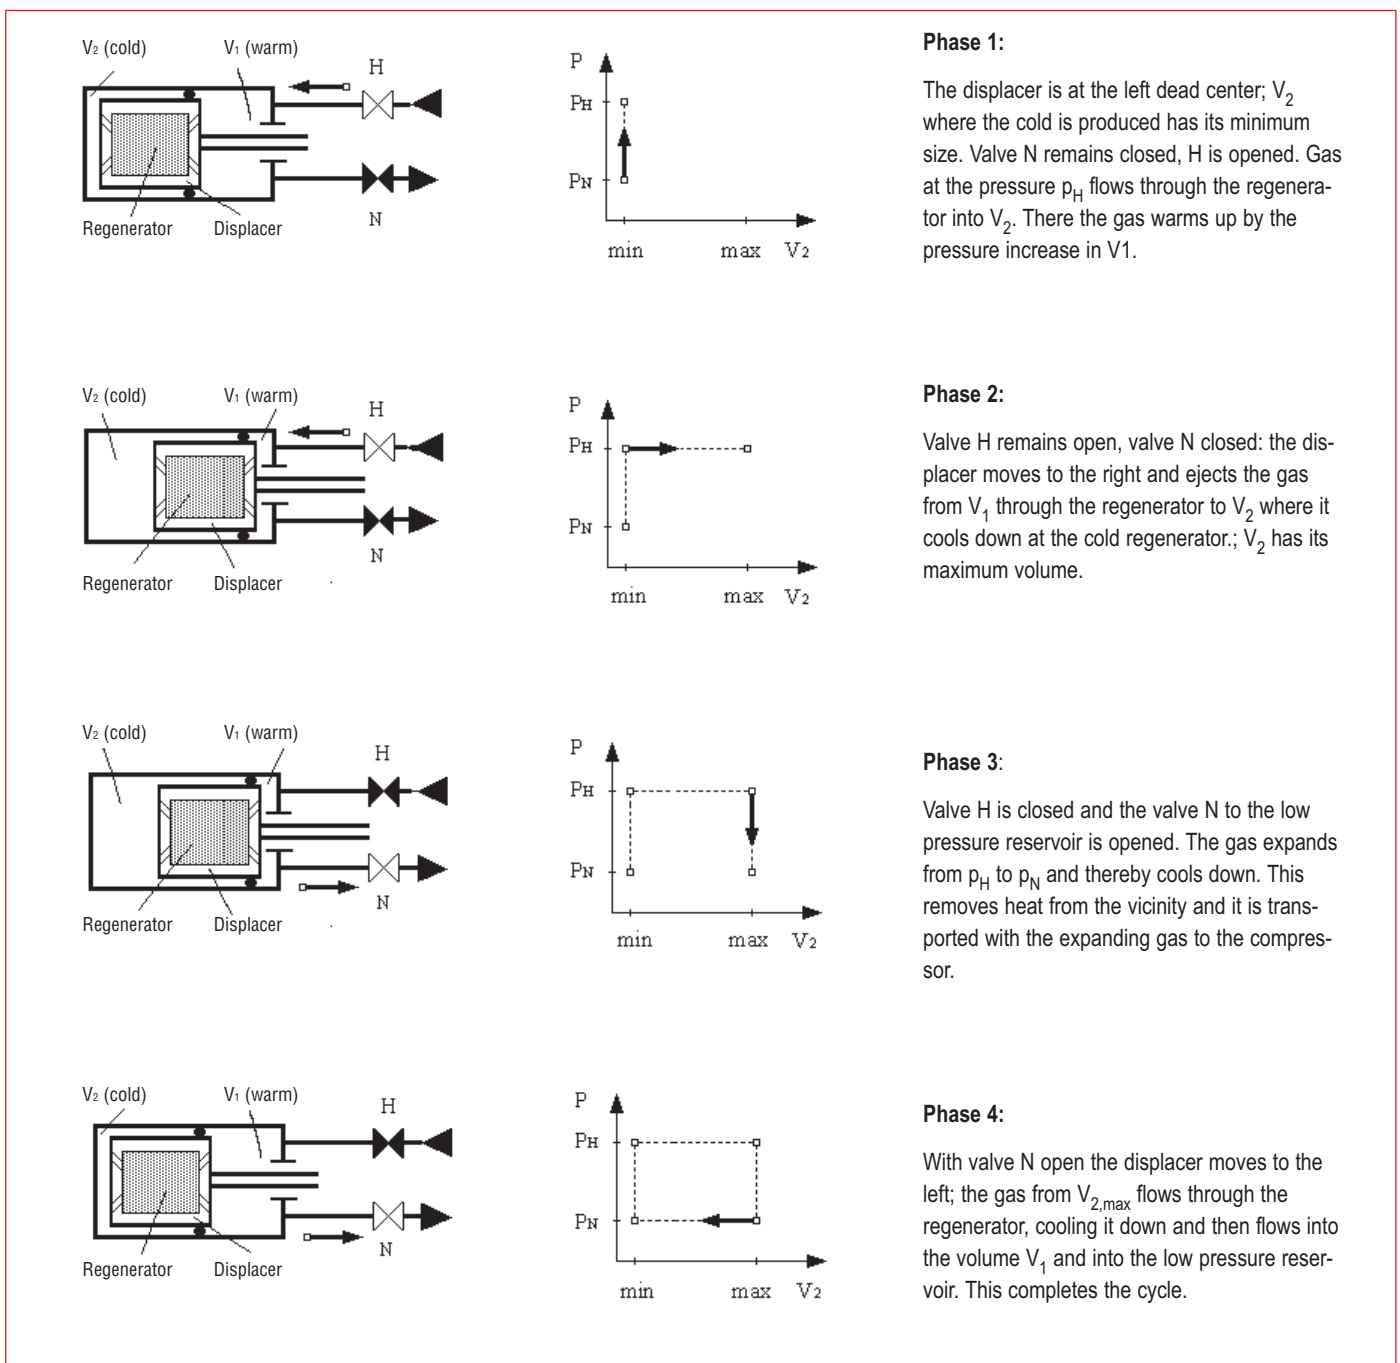 V₂ (cold) V₁ (warm)
H
N
Regenerator Displacer
P
PH
PN
min max V₂
Phase 1:
The displacer is at the left dead center; V₂
where the cold is produced has its minimum
size. Valve N remains closed, H is opened. Gas
at the pressure pH flows through the regenera-
tor into V₂. There the gas warms up by the
pressure increase in V1.
V₂ (cold) V₁ (warm)
H
N
Regenerator Displacer
P
PH
PN
min max V₂
Phase 2:
Valve H remains open, valve N closed: the dis-
placer moves to the right and ejects the gas
from V₁ through the regenerator to V₂ where it
cools down at the cold regenerator.; V₂ has its
maximum volume.
V₂ (cold) V₁ (warm)
H
N
Regenerator Displacer
P
PH
PN
min max V₂
Phase 3:
Valve H is closed and the valve N to the low
pressure reservoir is opened. The gas expands
from pH to pN and thereby cools down. This
removes heat from the vicinity and it is trans-
ported with the expanding gas to the compres-
sor.
V₂ (cold) V₁ (warm)
H
N
Regenerator Displacer
P
PH
PN
min max V₂
Phase 4:
With valve N open the displacer moves to the
left; the gas from V2,max flows through the
regenerator, cooling it down and then flows into
the volume V₁ and into the low pressure reser-
voir. This completes the cycle.